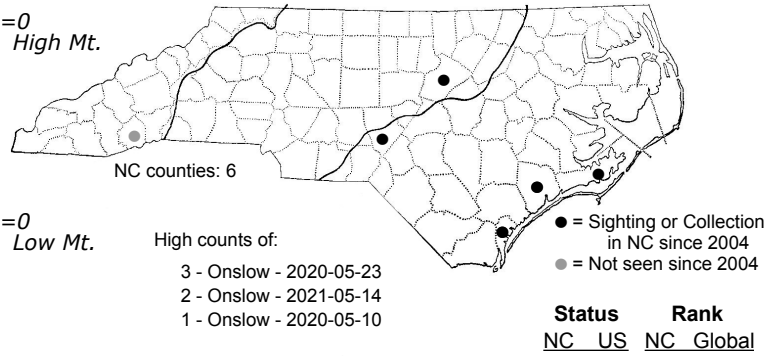 =0
High Mt.
NC counties: 6
=0
Low Mt.
High counts of:
3 - Onslow - 2020-05-23
2 - Onslow - 2021-05-14
1 - Onslow - 2020-05-10
= Sighting or Collection
in NC since 2004
= Not seen since 2004
Status Rank
NC US NC Global